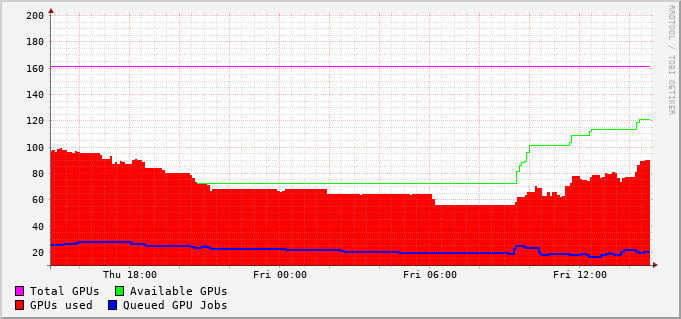 RRDTOOL / TOBI OETIKER
200
180
160
140
120
100
80
60
40
20
Thu 18:00 Fri 00:00 Fri 06:00 Fri 12:00
Total GPUs Available GPUs
GPUs used Queued GPU Jobs